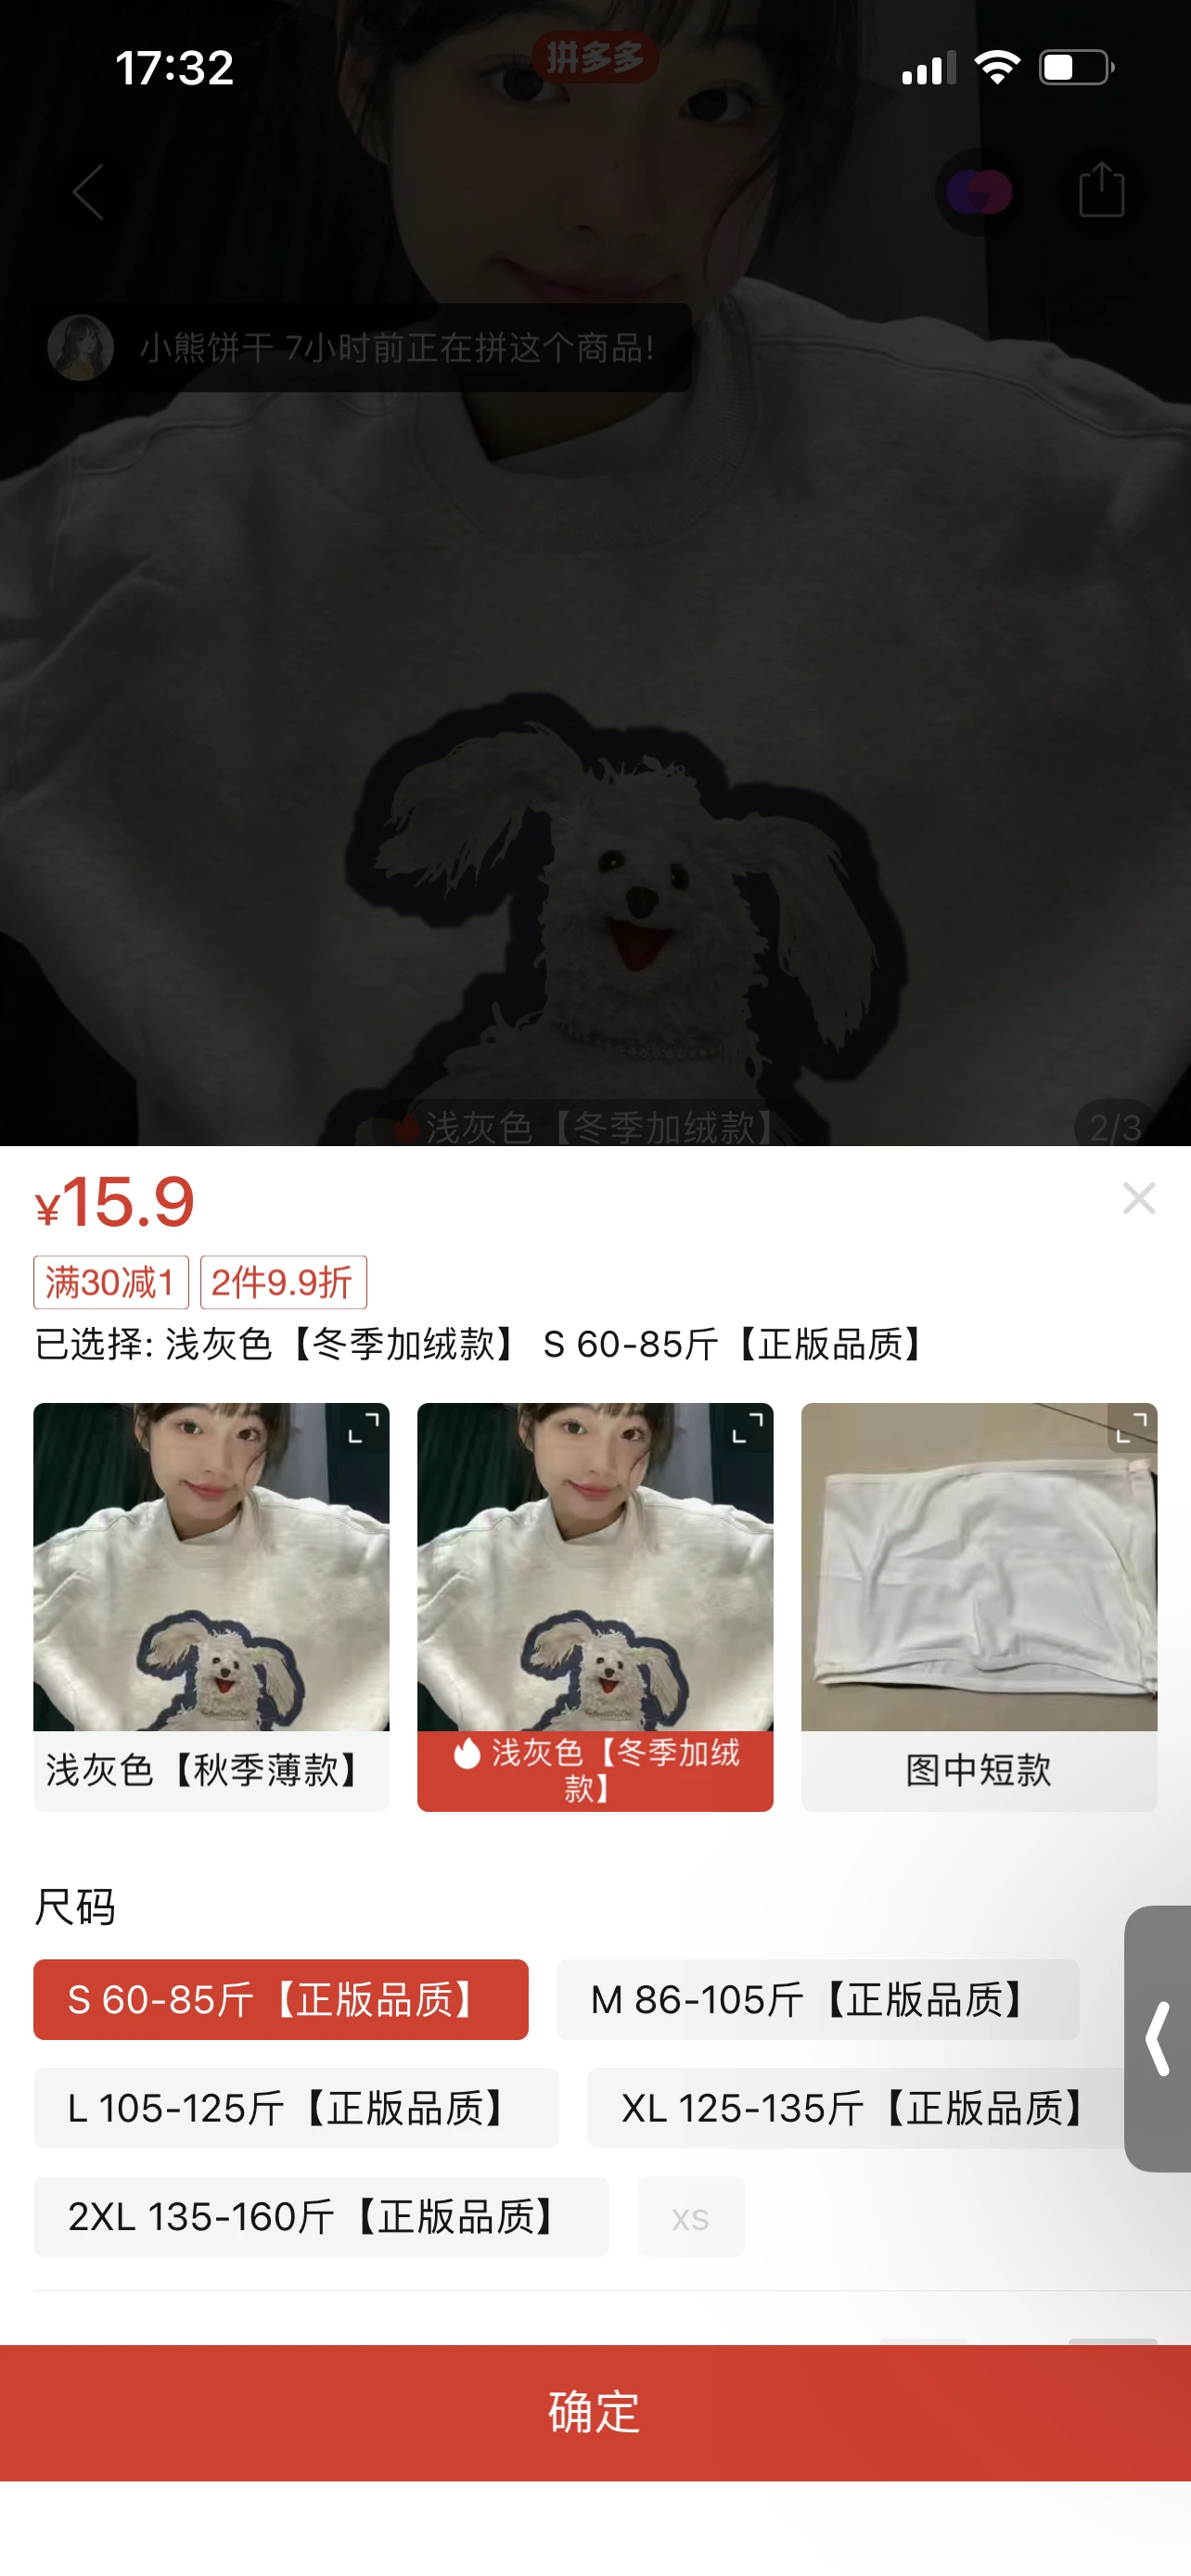 17:32
拼多多
小熊饼干 7小时前正在拼这个商品!
浅灰色【冬季加绒款】
2/3
¥15.9
满30减1 2件9.9折
已选择: 浅灰色【冬季加绒款】 S 60-85斤【正版品质】
浅灰色【秋季薄款】
浅灰色【冬季加绒
款】
图中短款
尺码
S 60-85斤【正版品质】 M 86-105斤【正版品质】
L 105-125斤【正版品质】 XL 125-135斤【正版品质】
2XL 135-160斤【正版品质】 xs
确定